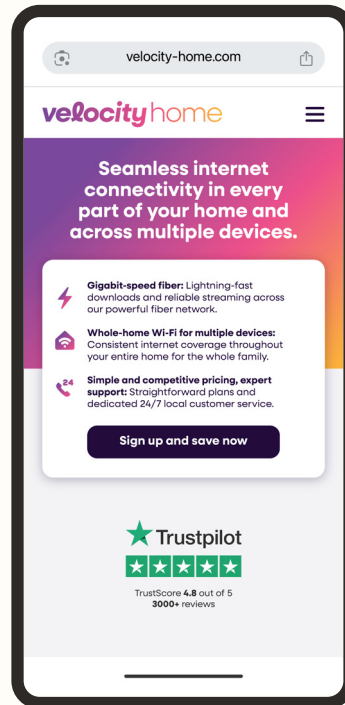 velocity-home.com
velocity home
Seamless internet
connectivity in every
part of your home and
across multiple devices.
Gigabit-speed fiber: Lightning-fast
downloads and reliable streaming across
our powerful fiber network.
Whole-home Wi-Fi for multiple devices:
Consistent internet coverage throughout
your entire home for the whole family.
24
Simple and competitive pricing, expert
support: Straightforward plans and
dedicated 24/7 local customer service.
Sign up and save now
Trustpilot
TrustScore 4.8 out of 5
3000+ reviews